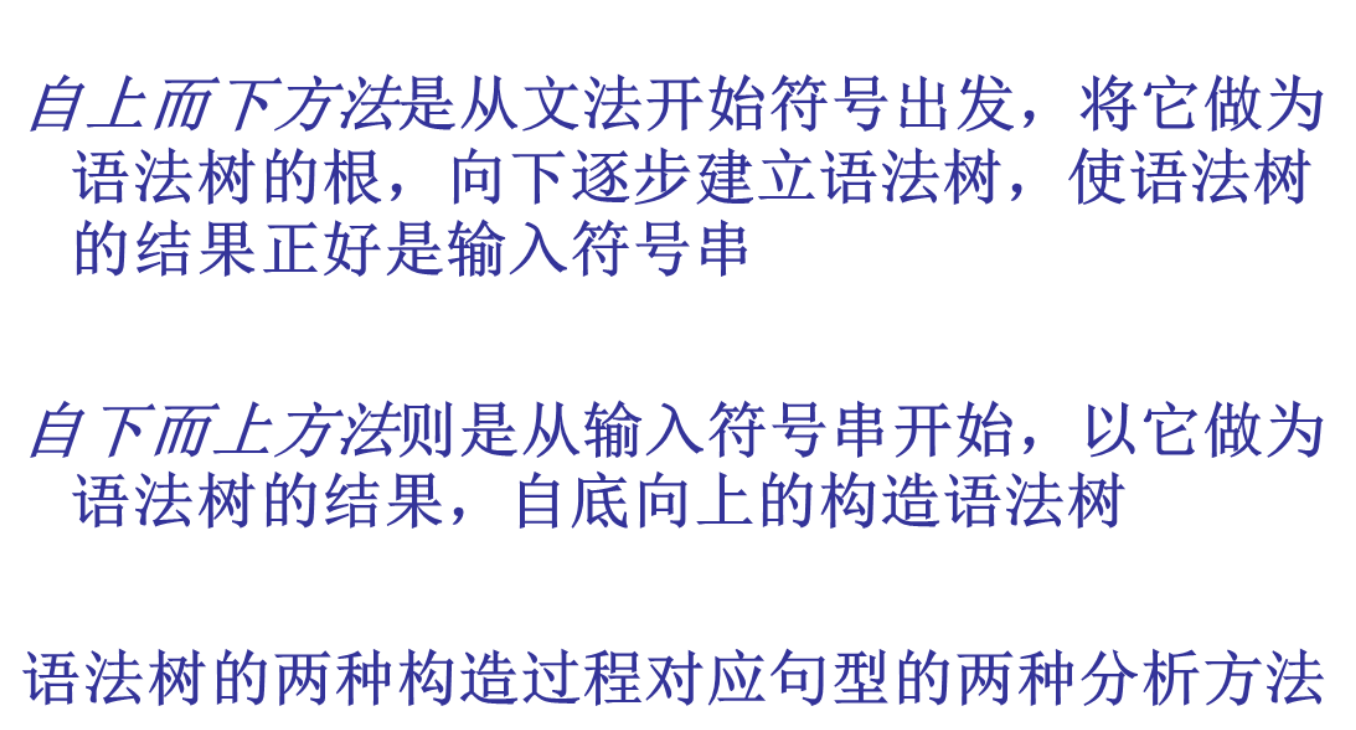 自上而下方法是从文法开始符号出发，将它做为
语法树的根，向下逐步建立语法树，使语法树
的结果正好是输入符号串
自下而上方法则是从输入符号串开始，以它做为
语法树的结果，自底向上的构造语法树
语法树的两种构造过程对应句型的两种分析方法